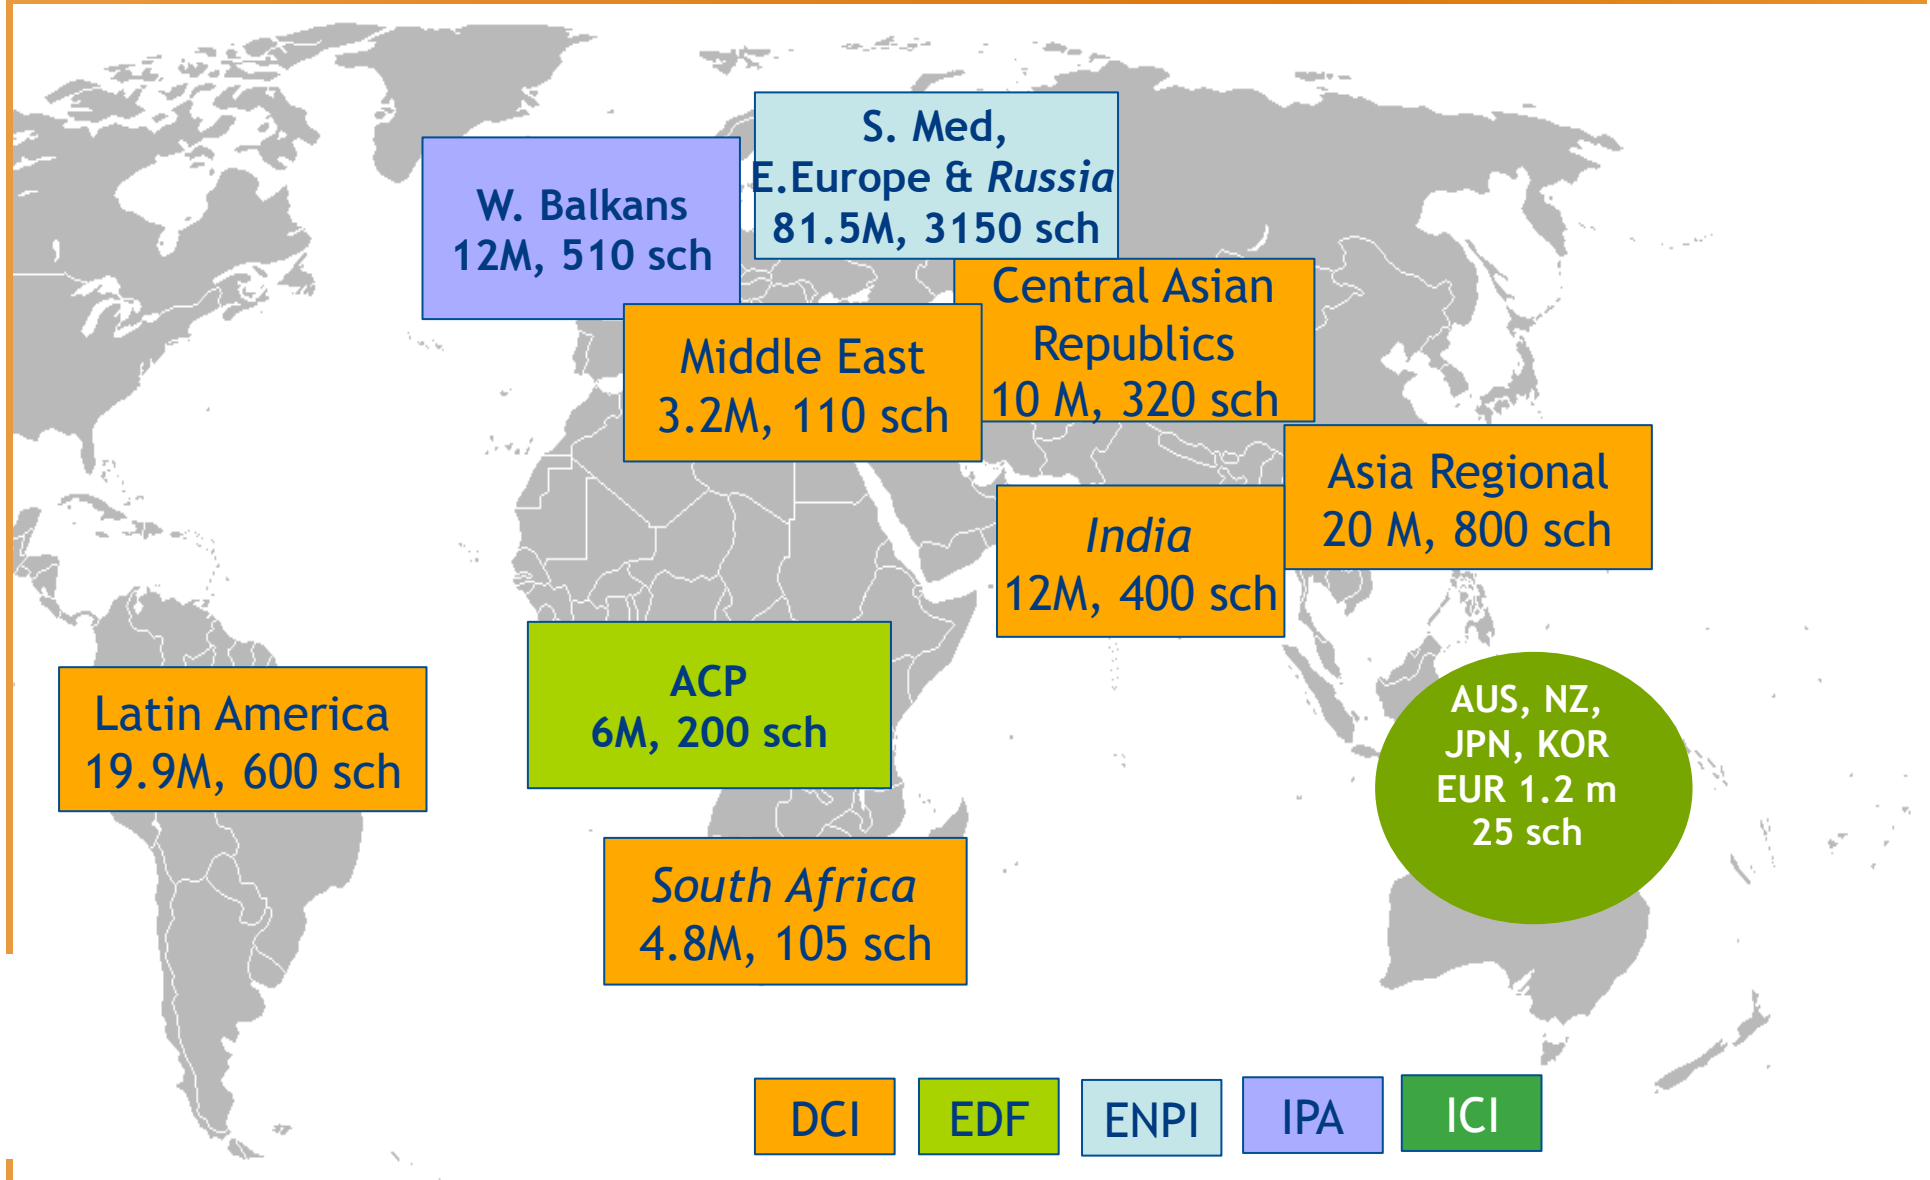 S. Med,
E.Europe & Russia
81.5M, 3150 sch
W. Balkans
12M, 510 sch
Central Asian
Republics
10 M, 320 sch
Middle East
3.2M, 110 sch
Asia Regional
20 M, 800 sch
India
12M, 400 sch
ACP
6M, 200 sch
Latin America
19.9M, 600 sch
AUS, NZ,
JPN, KOR
EUR 1.2 m
25 sch
South Africa
4.8M, 105 sch
DCI
EDF
ENPI
IPA
ICI